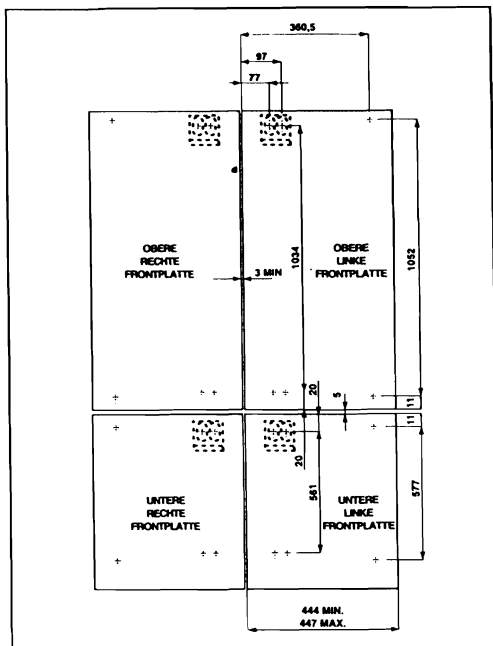 360,5
97
77
OBERE
RECHTE
FRONTPLATTE
OBERE
LINKE
FRONTPLATTE
1034
1052
3 MIN
20
5
11
11
20
561
577
UNTERE
RECHTE
FRONTPLATTE
UNTERE
LINKE
FRONTPLATTE
444 MIN.
447 MAX.